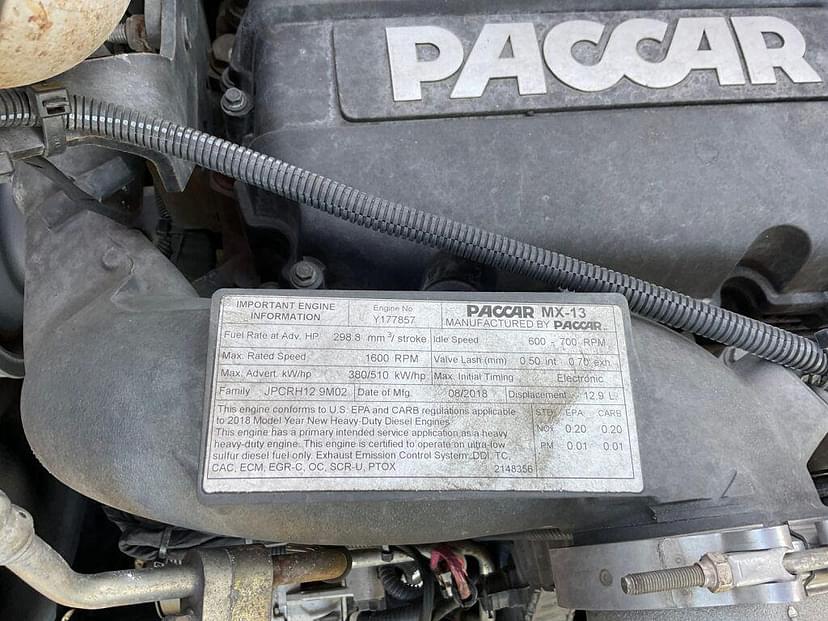 PACCAR
IMPORTANT ENGINE INFORMATION
Engine No Y177857
PACCAR MX-13
MANUFACTURED BY PACCAR
Fuel Rate at Adv. HP 298.8 mm³/stroke
Idle Speed 600 - 700 RPM
Max. Rated Speed 1600 RPM
Valve Lash (mm) 0.50 int 0.70 exh
Max. Advert. kW/hp 380/510 kW/hp
Max. Initial Timing Electronic
Family JPCRH12.9M02
Date of Mfg. 08/2018
Displacement 12.9 L
This engine conforms to U.S. EPA and CARB regulations applicable
to 2018 Model Year New Heavy-Duty Diesel Engines.
This engine has a primary intended service application as a heavy
heavy-duty engine. This engine is certified to operate on ultra-low
sulfur diesel fuel only. Exhaust Emission Control System: DDI, TC,
CAC, ECM, EGR-C, OC, SCR-U, PTOX
2148356
STD EPA CARB
NOx 0.20 0.20
PM 0.01 0.01